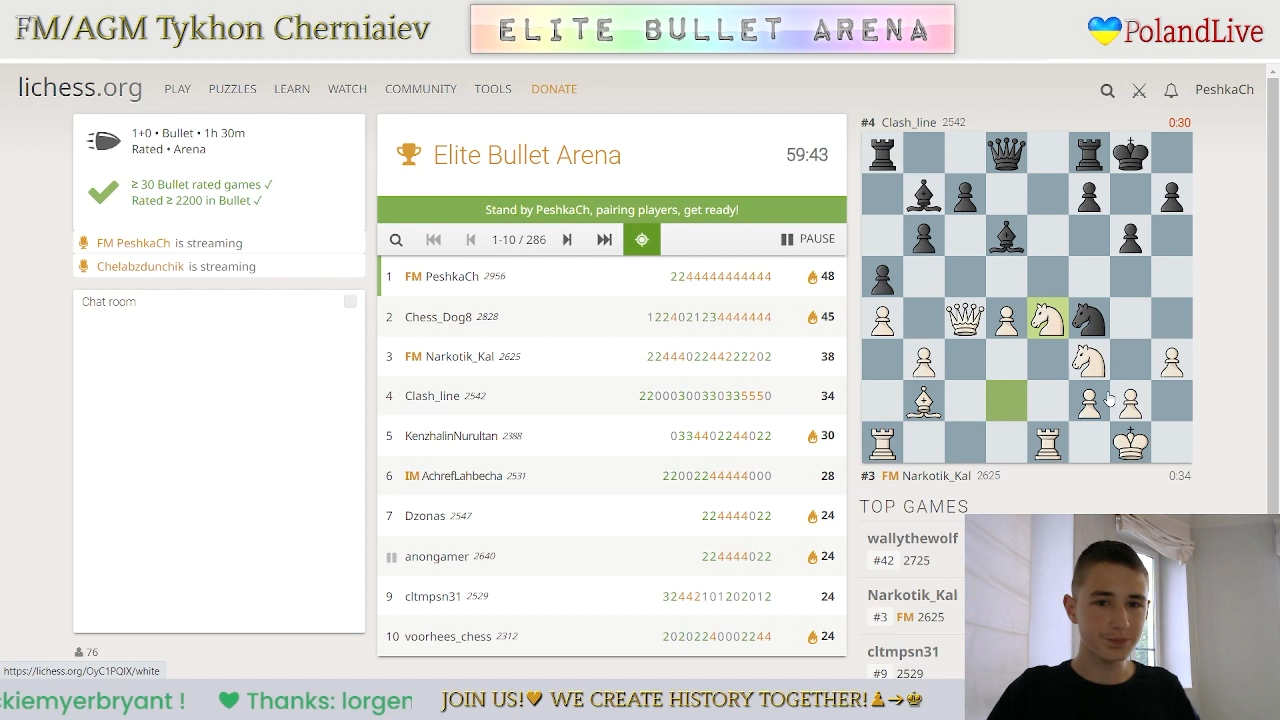 FM/AGM Tykhon Cherniaiev
ELITE BULLET ARENA
PolandLive
lichess.org
PLAY PUZZLES LEARN WATCH COMMUNITY TOOLS DONATE
PeshkaCh
1+0 • Bullet • 1h 30m
Rated • Arena
≥ 30 Bullet rated games ✓
Rated ≥ 2200 in Bullet ✓
FM PeshkaCh is streaming
Chelabzdunchik is streaming
Chat room
76
https://lichess.org/OyC1PQIX/white
Elite Bullet Arena 59:43
Stand by PeshkaCh, pairing players, get ready!
1-10 / 286 PAUSE
1 FM PeshkaCh 2956 2244444444444 48
2 Chess_Dog8 2828 1224021234444444 45
3 FM Narkotik_Kal 2625 22444022442222202 38
4 Clash_line 2542 22000300330335550 34
5 KenzhalinNurultan 2388 0334402244022 30
6 IM AchrefLahbecha 2531 22002244444000 28
7 Dzonas 2547 224444022 24
anongamer 2640 224444022 24
9 cltmpsn31 2529 32442101202012 24
10 voorhees_chess 2312 20202240002244 24
#4 Clash_line 2542 0:30
#3 FM Narkotik_Kal 2625 0:34
TOP GAMES
wallythewolf
#42 2725
Narkotik_Kal
#3 FM 2625
cltmpsn31
#9 2529
ckiemyerbryant ! Thanks: lorgen
JOIN US! WE CREATE HISTORY TOGETHER!